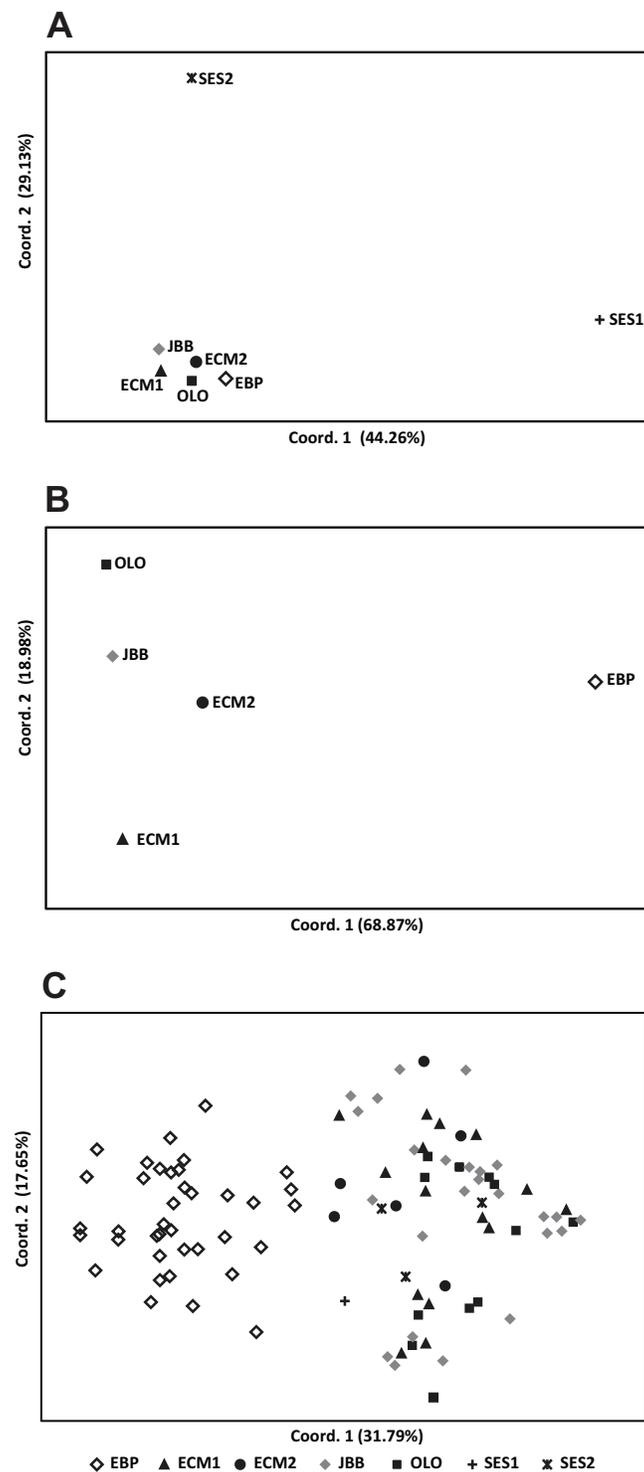 A
SES2
Coord. 2 (29.13%)
SES1
JBB
ECM2
ECM1
EBP
OLO
Coord. 1 (44.26%)
B
OLO
Coord. 2 (18.98%)
JBB
EBP
ECM2
ECM1
Coord. 1 (68.87%)
C
Coord. 2 (17.65%)
Coord. 1 (31.79%)
EBP ECM1 ECM2 JBB OLO SES1 SES2